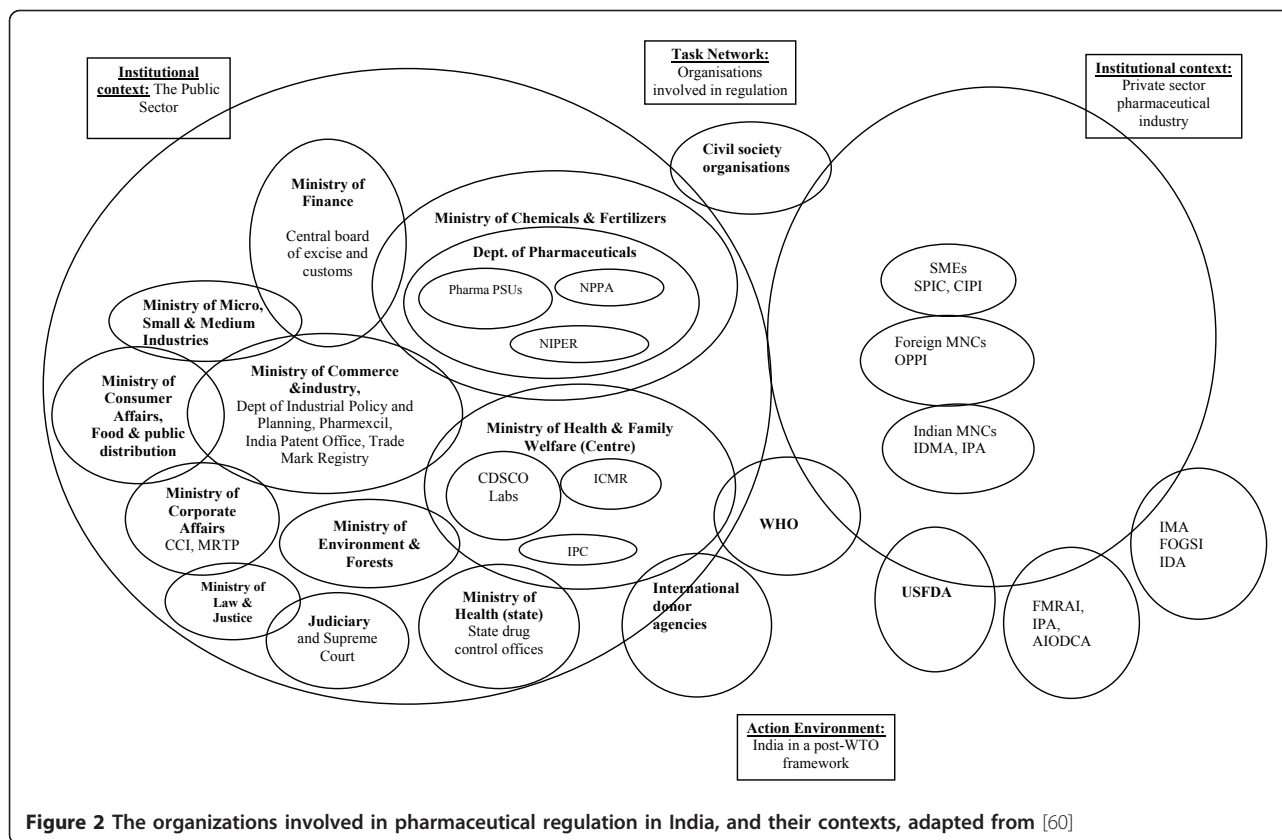 Institutional
context: The Public
Sector
Task Network:
Organisations
involved in regulation
Institutional context:
Private sector
pharmaceutical
industry
Civil society
organisations
Ministry of
Finance
Central board
of excise and
customs
Ministry of Chemicals & Fertilizers
Dept. of Pharmaceuticals
Pharma PSUs
NPPA
NIPER
SMEs
SPIC, CIPI
Foreign MNCs
OPPI
Indian MNCs
IDMA, IPA
Ministry of Micro,
Small & Medium
Industries
Ministry of
Consumer
Affairs,
Food & public
distribution
Ministry of Commerce
&industry,
Dept of Industrial Policy and
Planning, Pharmexcil,
India Patent Office, Trade
Mark Registry
Ministry of Health & Family
Welfare (Centre)
CDSCO
Labs
ICMR
IPC
Ministry of
Corporate
Affairs
CCI, MRTP
Ministry of
Environment &
Forests
WHO
IMA
FOGSI
IDA
Ministry of
Law &
Justice
Judiciary
and Supreme
Court
Ministry of
Health (state)
State drug
control offices
International
donor
agencies
USFDA
FMRAI,
IPA,
AIODCA
Action Environment:
India in a post-WTO
framework
Figure 2 The organizations involved in pharmaceutical regulation in India, and their contexts, adapted from [60]